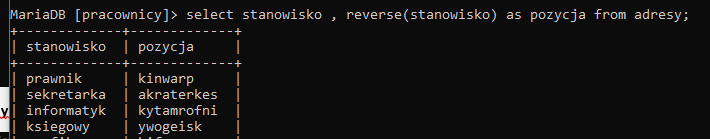 MariaDB [pracownicy]> select stanowisko , reverse(stanowisko) as pozycja from adresy;
+------------+------------+
| stanowisko | pozycja    |
+------------+------------+
| prawnik    | kinwarp    |
| sekretarka | akraterkes |
| informatyk | kytamrofni |
| ksiegowy   | ywogeisk   |
y